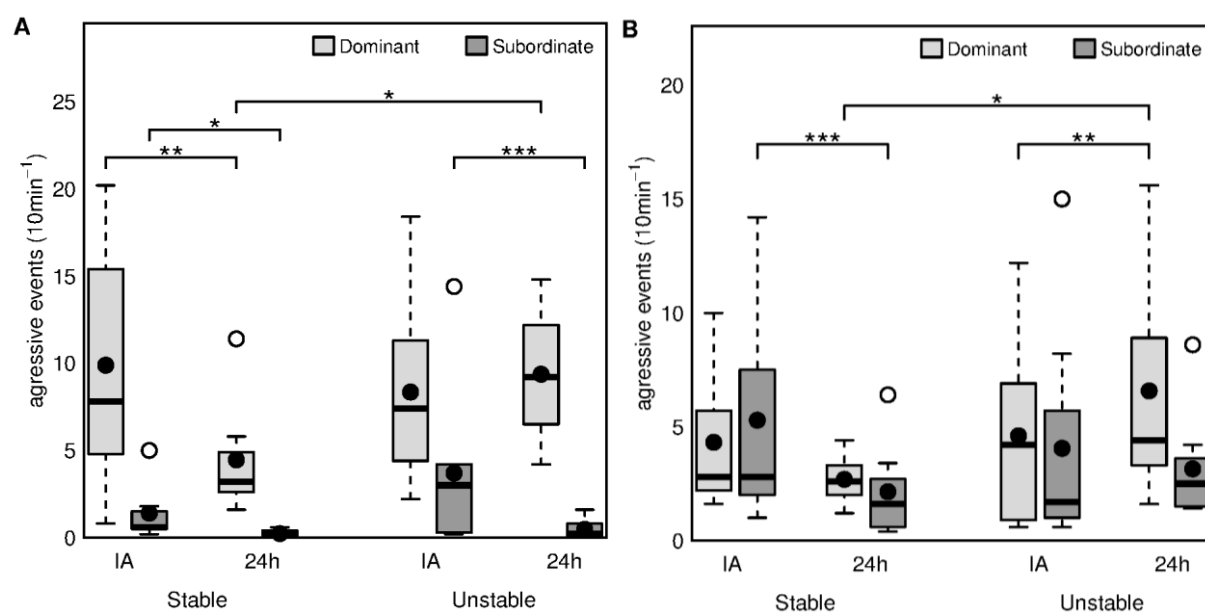 A
Dominant Subordinate
*
*
** ***
25
20
15
10
5
0
agressive events (10min−1)
IA 24h IA 24h
Stable Unstable
B
Dominant Subordinate
*
*** **
20
15
10
5
0
agressive events (10min−1)
IA 24h IA 24h
Stable Unstable